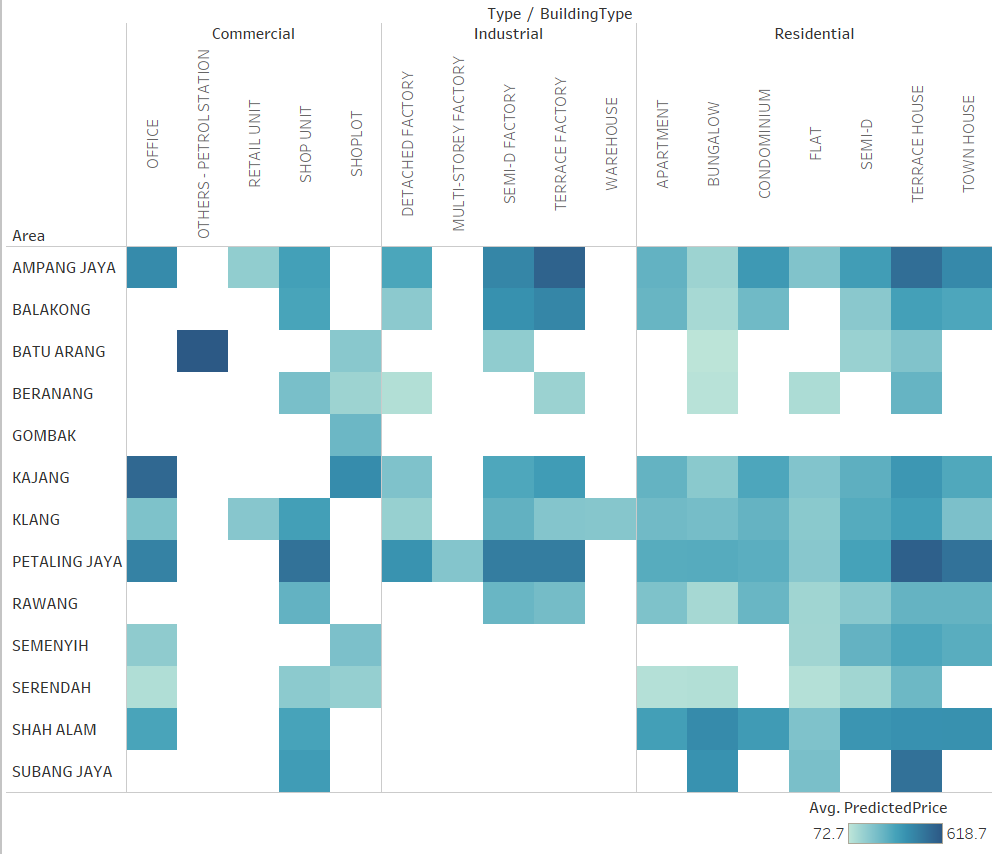 Type / BuildingType
Commercial
Industrial
Residential
OFFICE
OTHERS - PETROL STATION
RETAIL UNIT
SHOP UNIT
SHOPLOT
DETACHED FACTORY
MULTI-STOREY FACTORY
SEMI-D FACTORY
TERRACE FACTORY
WAREHOUSE
APARTMENT
BUNGALOW
CONDOMINIUM
FLAT
SEMI-D
TERRACE HOUSE
TOWN HOUSE
Area
AMPANG JAYA
BALAKONG
BATU ARANG
BERANANG
GOMBAK
KAJANG
KLANG
PETALING JAYA
RAWANG
SEMENYIH
SERENDAH
SHAH ALAM
SUBANG JAYA
Avg. PredictedPrice
72.7 618.7